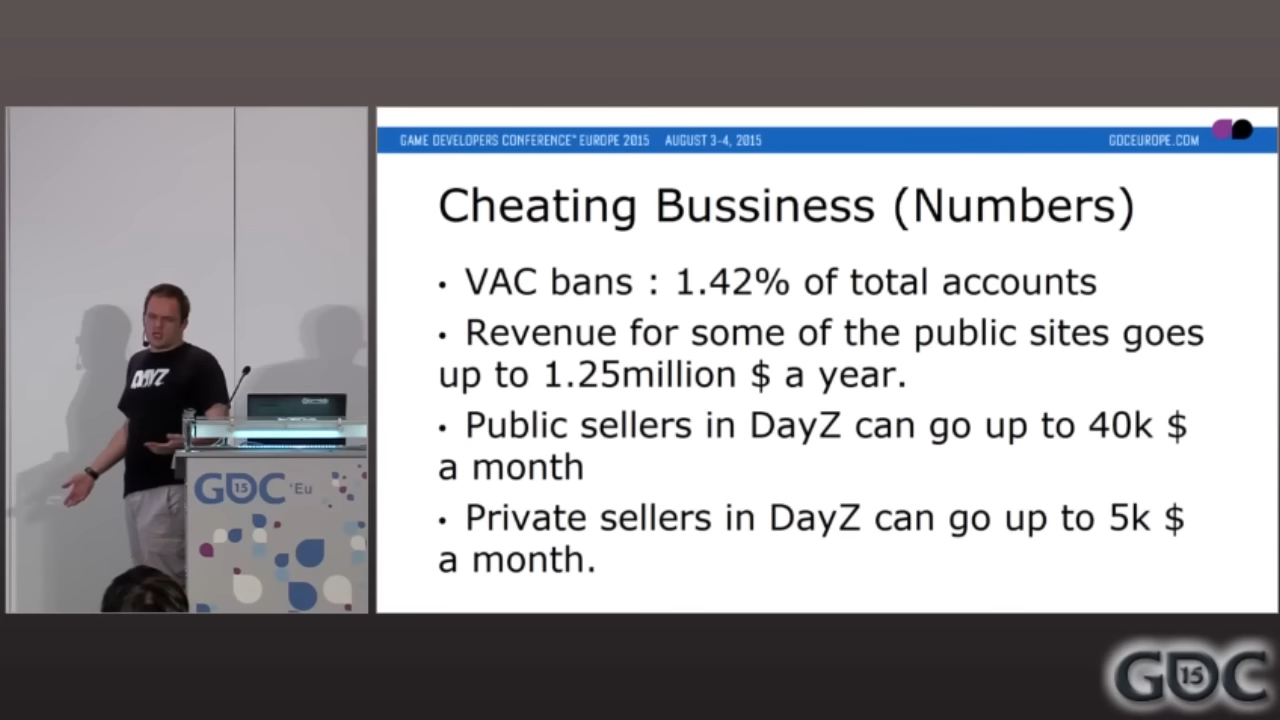 GAME DEVELOPERS CONFERENCE™ EUROPE 2015 AUGUST 3-4, 2015
GDCEUROPE.COM
Cheating Bussiness (Numbers)
• VAC bans : 1.42% of total accounts
• Revenue for some of the public sites goes
up to 1.25million $ a year.
• Public sellers in DayZ can go up to 40k $
a month
• Private sellers in DayZ can go up to 5k $
a month.
DAYZ
GDC 15 'Eu
GDC 15